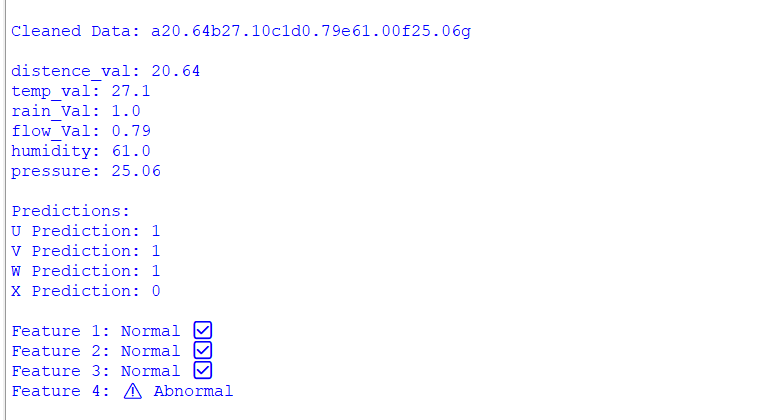 Cleaned Data: a20.64b27.10c1d0.79e61.00f25.06g
distence_val: 20.64
temp_val: 27.1
rain_Val: 1.0
flow_Val: 0.79
humidity: 61.0
pressure: 25.06
Predictions:
U Prediction: 1
V Prediction: 1
W Prediction: 1
X Prediction: 0
Feature 1: Normal ☑
Feature 2: Normal ☑
Feature 3: Normal ☑
Feature 4: ⚠ Abnormal